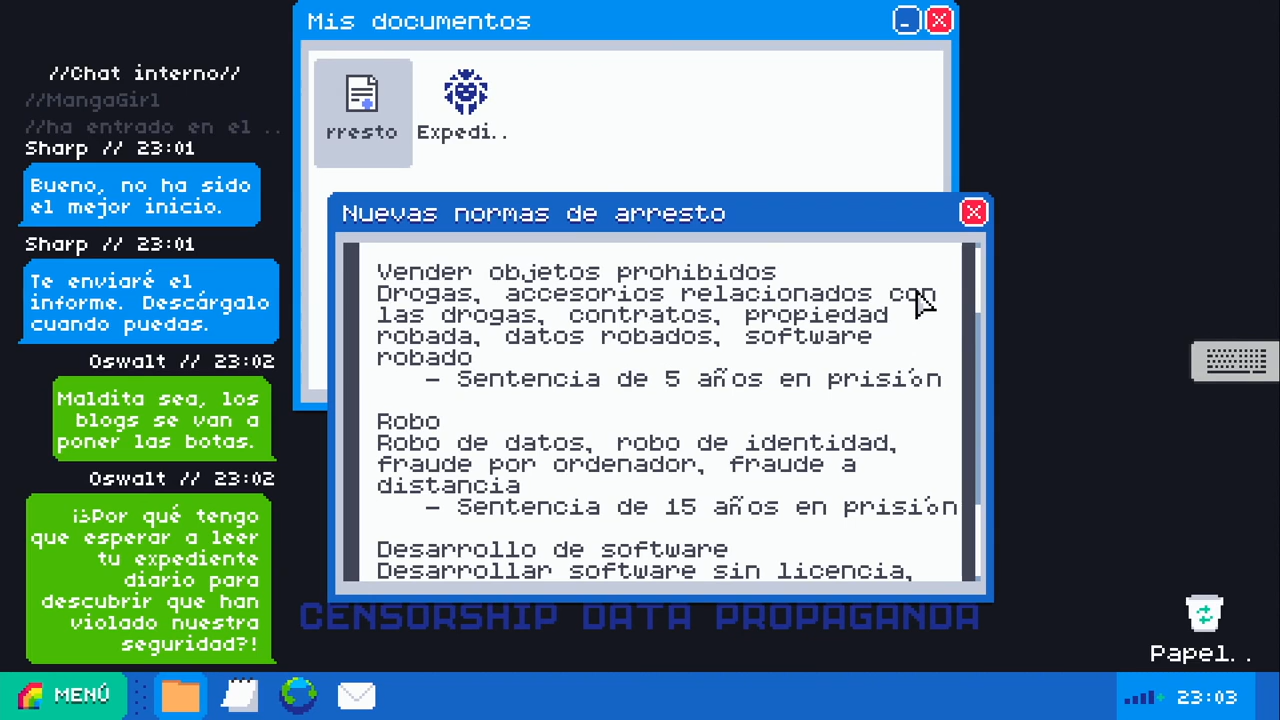 Mis documentos
//Chat interno//
//MangaGirl
//ha entrado en el ..
Sharp // 23:01
Bueno, no ha sido
el mejor inicio.
Sharp // 23:01
Te enviaré el
informe. Descárgalo
cuando puedas.
Oswalt // 23:02
Maldita sea, los
blogs se van a
poner las botas.
Oswalt // 23:02
¡¿Por qué tengo
que esperar a leer
tu expediente
diario para
descubrir que han
violado nuestra
seguridad?!
rresto
Expedi..
Nuevas normas de arresto
Vender objetos prohibidos
Drogas, accesorios relacionados con
las drogas, contratos, propiedad
robada, datos robados, software
robado
- Sentencia de 5 años en prisión
Robo
Robo de datos, robo de identidad,
fraude por ordenador, fraude a
distancia
- Sentencia de 15 años en prisión
Desarrollo de software
Desarrollar software sin licencia,
CENSORSHIP DATA PROPAGANDA
Papel..
MENÚ
23:03